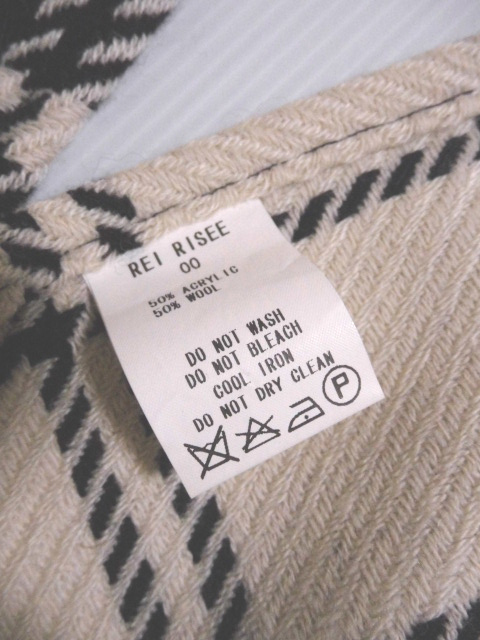 REI RISEE
00
50% ACRYLIC
50% WOOL
DO NOT WASH
DO NOT BLEACH
COOL IRON
DO NOT DRY CLEAN
P